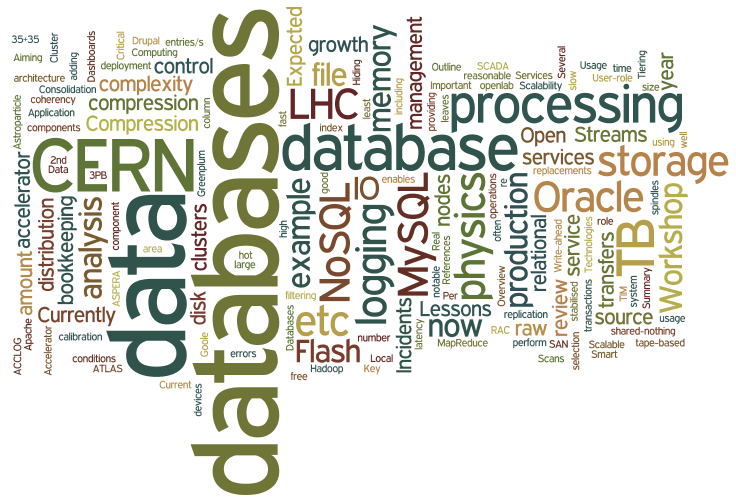 35+35
Aiming
Cluster
adding
Dashboards
Critical
Drupal
entries/s
Computing
deployment
control
architecture
complexity
Consolidation
coherency
compression
Application
Compression
components
column
Astroparticle
databases
Expected
growth
file
memory
Hiding
management
LHC
least
including
fast
index
Outline
SCADA
reasonable
Services
Important
openlab
Scalability
providing
leaves
processing
Several
slow
Usage
time
User-role
Tiering
size
year
CERN
2nd
Data
3PB
Greenplum
database
Open
Streams
using
well
services
storage
replacements
accelerator
data
good
IO
enables
re
operations
often
Oracle
spindles
distribution
bookkeeping
analysis
component
clusters
example
NoSQL
logging
MySQL
nodes
physics
production
relational
role
service
TB
Workshop
high
hot
large
area
ASPERA
disk
filtering
Real
References
notable
Per
Overview
Write-ahead
Technologies
transfers
amount
Currently
etc
Incidents
Lessons
now
latency
replication
review
stabilised
transactions
TIM
system
Summary
source
usage
ACCLOG
Apache
Accelerator
calibration
conditions
ATLAS
Current
Goole
errors
devices
Databases
Flash
number
Hadoop
Local
Key
free
RAC
MapReduce
raw
perform
SAN
Scans
selection
Scalable
Smart
shared-nothing
tape-based